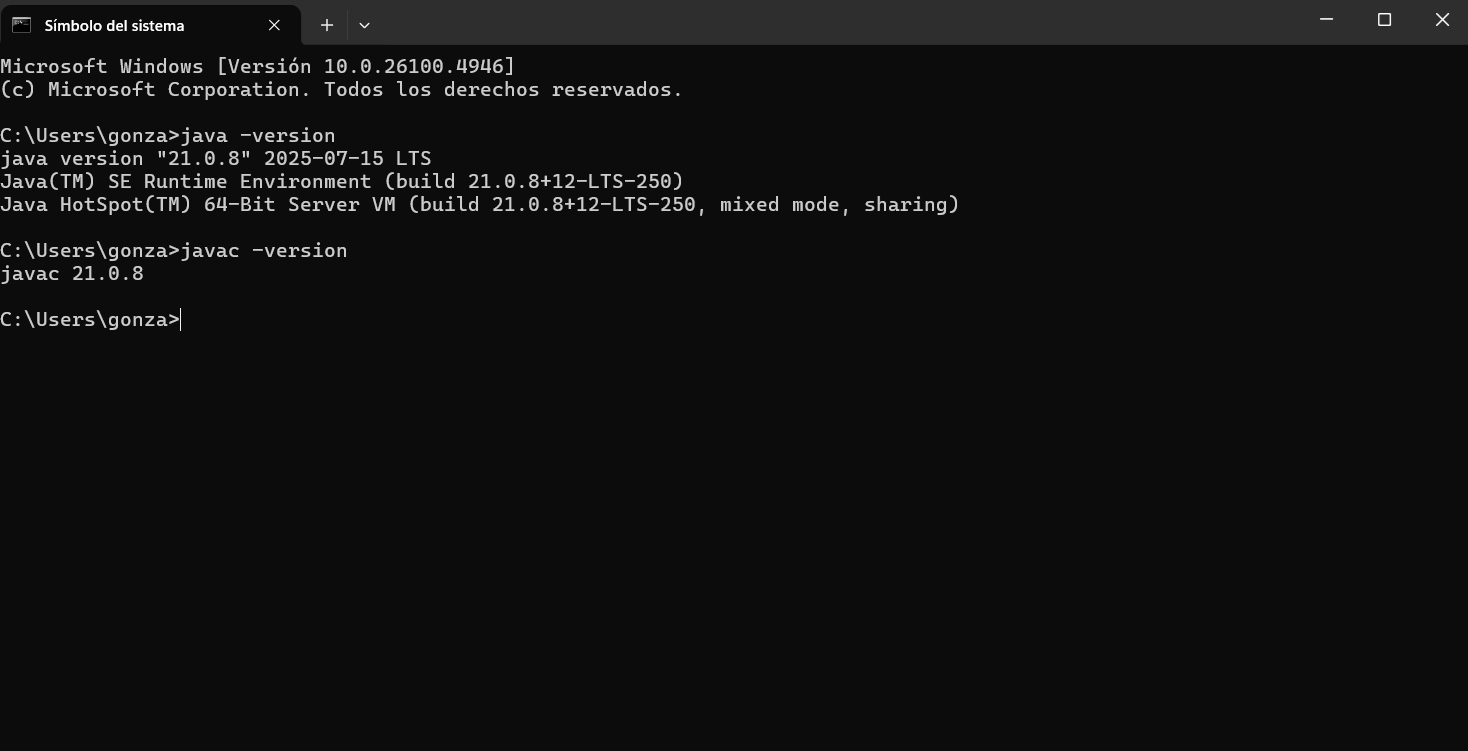 Símbolo del sistema
Microsoft Windows [Versión 10.0.26100.4946]
(c) Microsoft Corporation. Todos los derechos reservados.
C:\Users\gonza>java -version
java version "21.0.8" 2025-07-15 LTS
Java(TM) SE Runtime Environment (build 21.0.8+12-LTS-250)
Java HotSpot(TM) 64-Bit Server VM (build 21.0.8+12-LTS-250, mixed mode, sharing)
C:\Users\gonza>javac -version
javac 21.0.8
C:\Users\gonza>